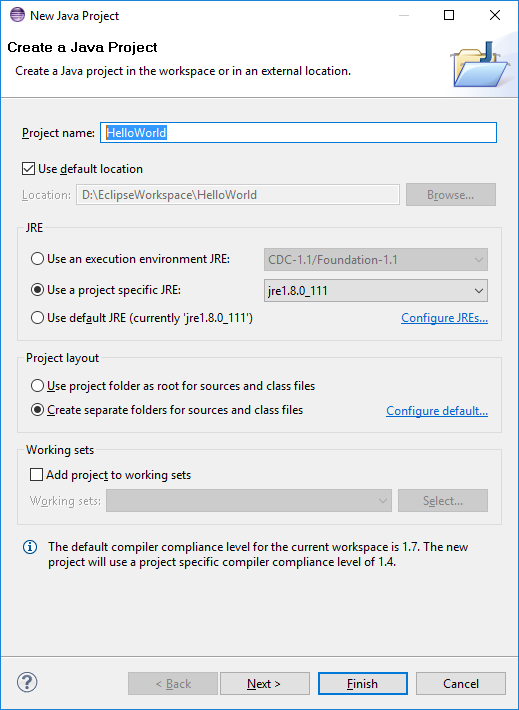 New Java Project
Create a Java Project
Create a Java project in the workspace or in an external location.
Project name: HelloWorld
Use default location
Location: D:\EclipseWorkspace\HelloWorld Browse...
JRE
Use an execution environment JRE: CDC-1.1/Foundation-1.1
Use a project specific JRE: jre1.8.0_111
Use default JRE (currently 'jre1.8.0_111') Configure JREs...
Project layout
Use project folder as root for sources and class files
Create separate folders for sources and class files Configure default...
Working sets
Add project to working sets
Working sets: Select...
The default compiler compliance level for the current workspace is 1.7. The new
project will use a project specific compiler compliance level of 1.4.
? < Back Next > Finish Cancel